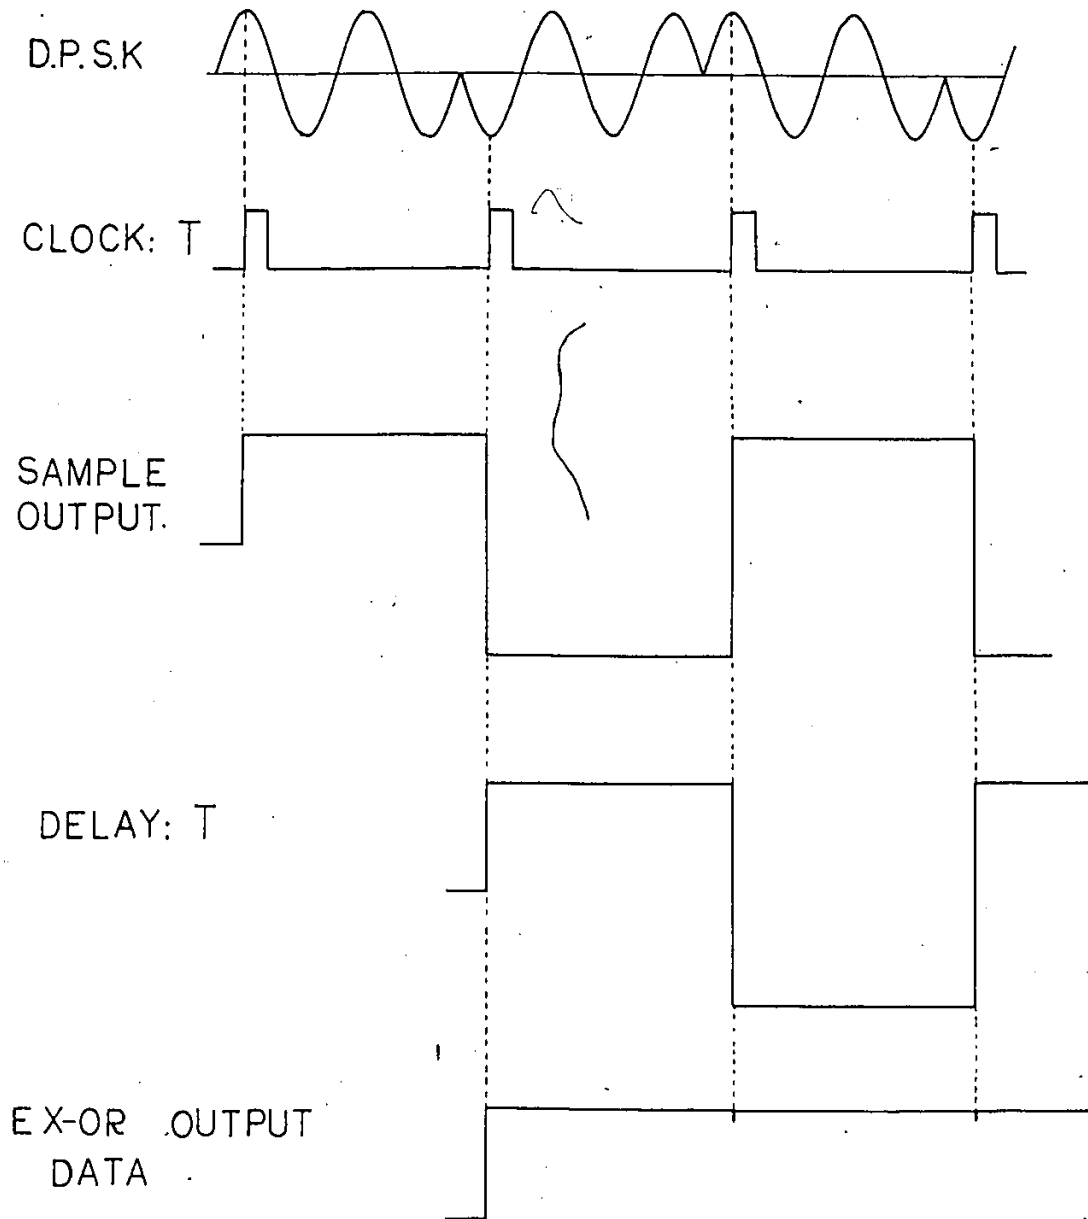 D.P.S.K
CLOCK: T
SAMPLE
OUTPUT.
DELAY: T
EX-OR OUTPUT
DATA